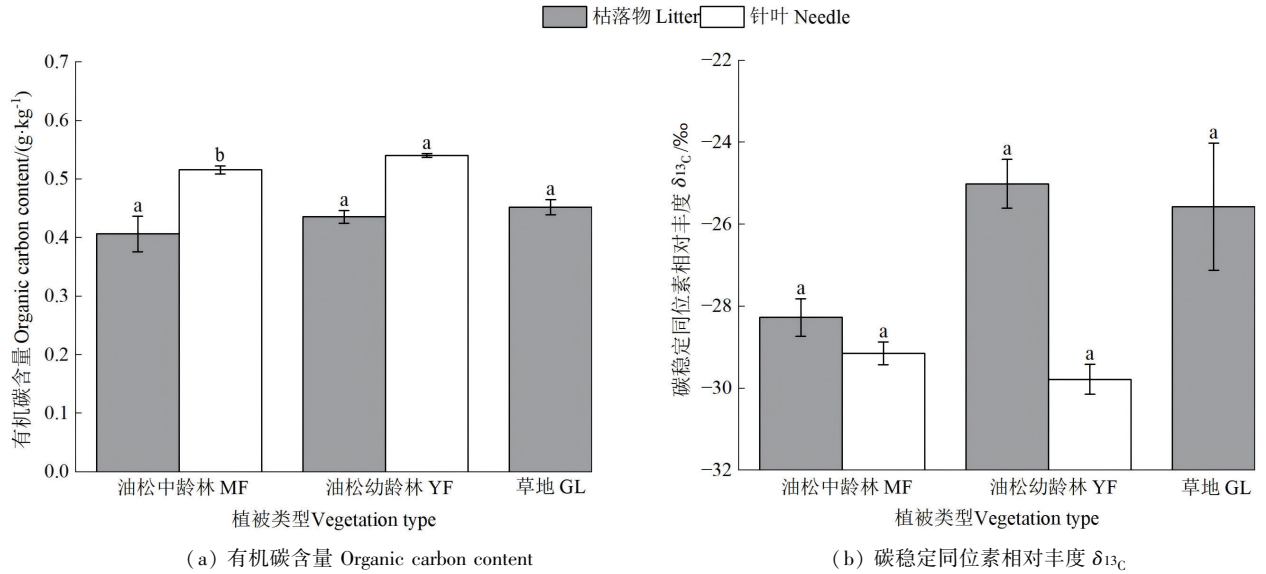 枯落物 Litter 针叶 Needle
有机碳含量 Organic carbon content/(g·kg⁻¹)
0.7
0.6
0.5
0.4
0.3
0.2
0.1
0.0
a b a a a
油松中龄林 MF 油松幼龄林 YF 草地 GL
植被类型Vegetation type
(a) 有机碳含量 Organic carbon content
碳稳定同位素相对丰度 δ₁₃C/‰
−22
−24
−26
−28
−30
−32
a a a a a
油松中龄林 MF 油松幼龄林 YF 草地 GL
植被类型Vegetation type
(b) 碳稳定同位素相对丰度 δ₁₃C